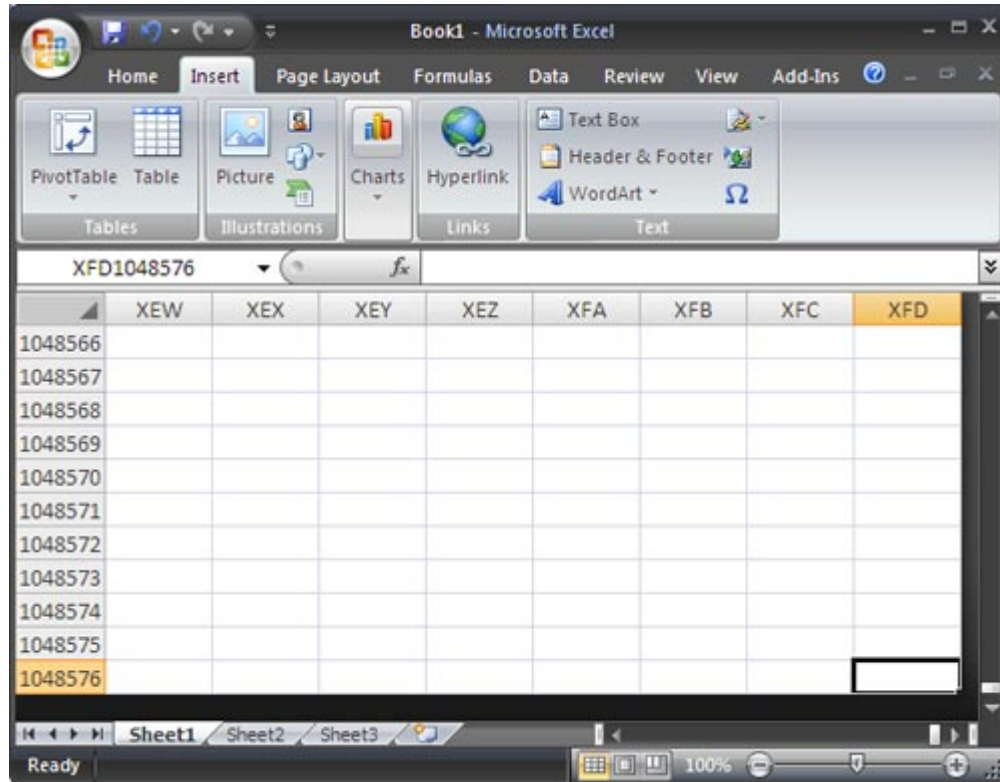 Book1 - Microsoft Excel
Home Insert Page Layout Formulas Data Review View Add-Ins
PivotTable Table Picture Charts Hyperlink Text Box
Header & Footer
WordArt Ω
Tables Illustrations Links Text
XFD1048576 fx
XEW XEX XEY XEZ XFA XFB XFC XFD
1048566
1048567
1048568
1048569
1048570
1048571
1048572
1048573
1048574
1048575
1048576
Sheet1 Sheet2 Sheet3
Ready 100%